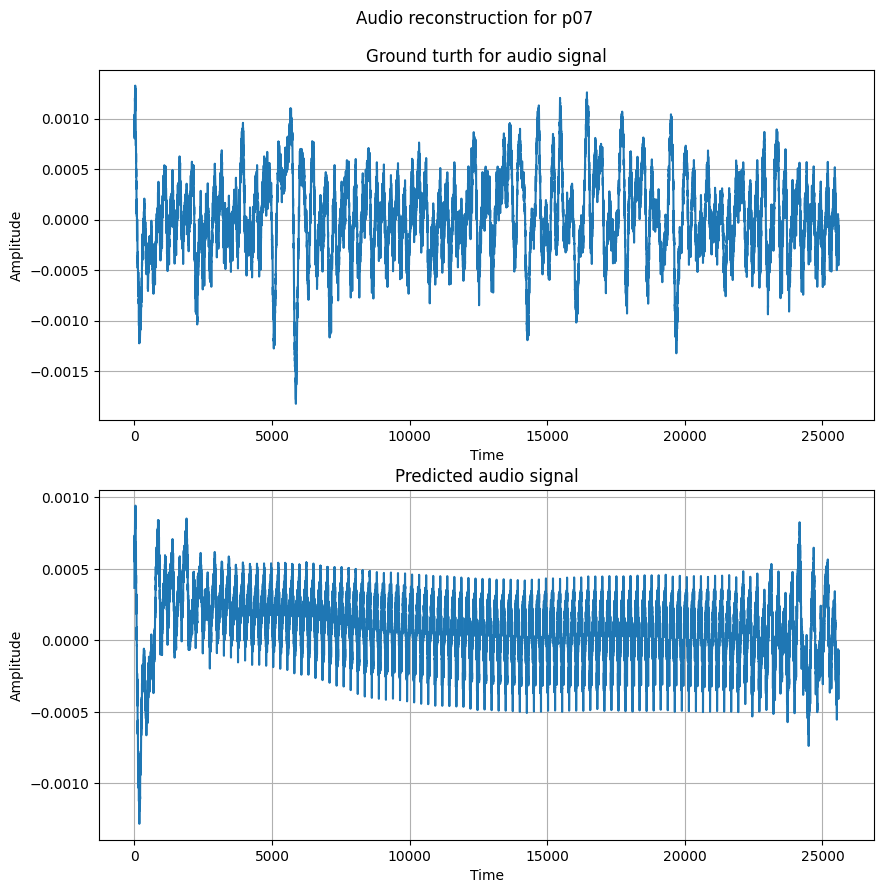 Audio reconstruction for p07
Ground turth for audio signal
0.0010
0.0005
0.0000
−0.0005
−0.0010
−0.0015
Amplitude
0 5000 10000 15000 20000 25000
Time
Predicted audio signal
0.0010
0.0005
0.0000
−0.0005
−0.0010
Amplitude
0 5000 10000 15000 20000 25000
Time